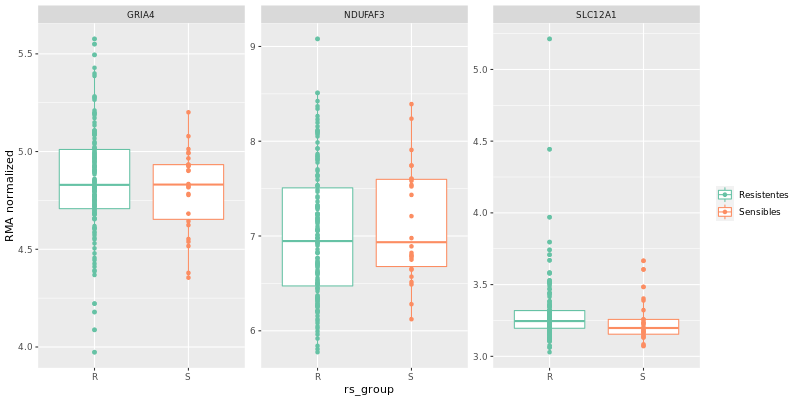 GRIA4
NDUFAF3
SLC12A1
RMA normalized
5.5
5.0
4.5
4.0
9
8
7
6
5.0
4.5
4.0
3.5
3.0
R
S
R
S
R
S
rs_group
Resistentes
Sensibles